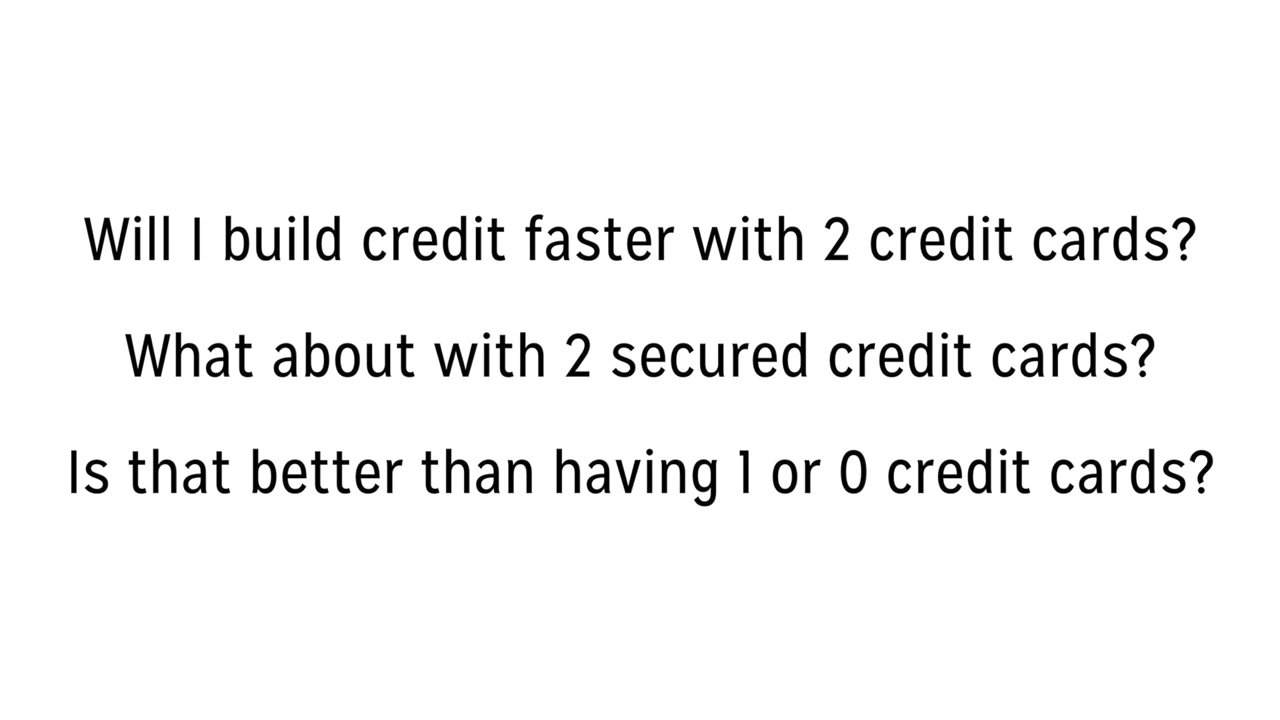 Will I build credit faster with 2 credit cards?
What about with 2 secured credit cards?
Is that better than having 1 or 0 credit cards?